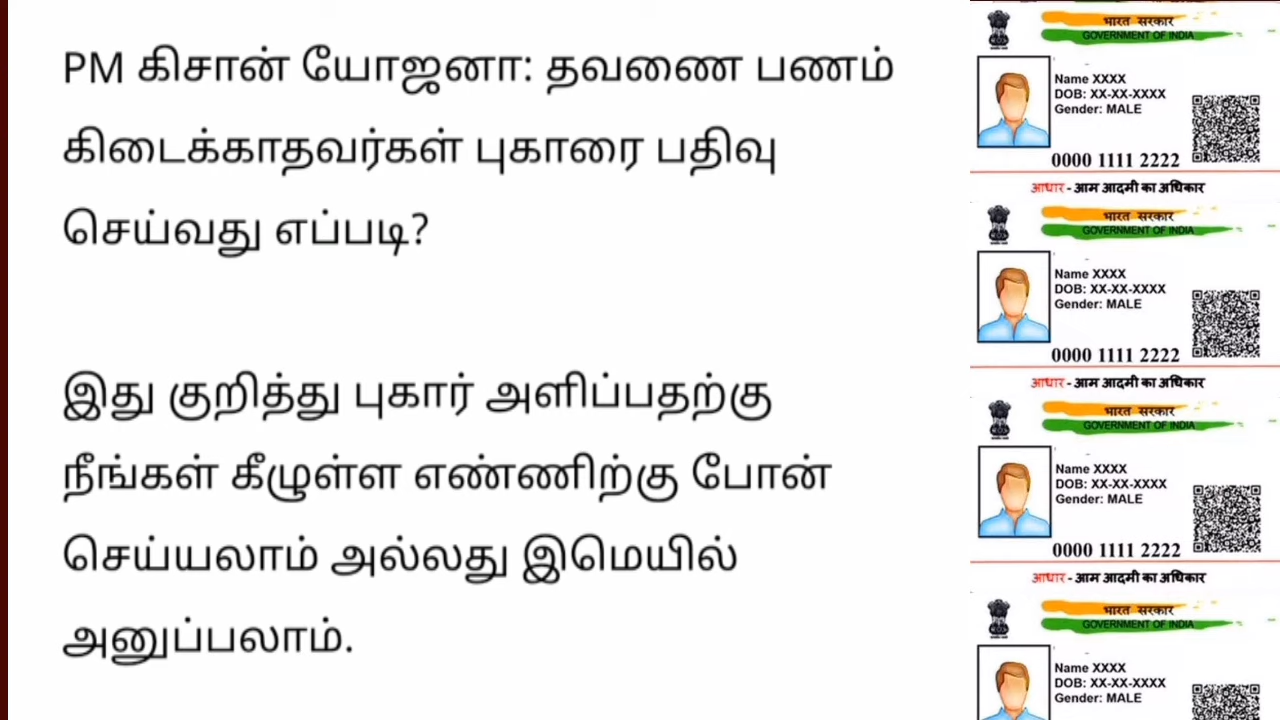 PM கிசான் யோஜனா: தவணை பணம்
கிடைக்காதவர்கள் புகாரை பதிவு
செய்வது எப்படி?
இது குறித்து புகார் அளிப்பதற்கு
நீங்கள் கீழுள்ள எண்ணிற்கு போன்
செய்யலாம் அல்லது இமெயில்
அனுப்பலாம்.
भारत सरकार
GOVERNMENT OF INDIA
Name XXXX
DOB: XX-XX-XXXX
Gender: MALE
0000 1111 2222
आधार - आम आदमी का अधिकार
भारत सरकार
GOVERNMENT OF INDIA
Name XXXX
DOB: XX-XX-XXXX
Gender: MALE
0000 1111 2222
आधार - आम आदमी का अधिकार
भारत सरकार
GOVERNMENT OF INDIA
Name XXXX
DOB: XX-XX-XXXX
Gender: MALE
0000 1111 2222
आधार - आम आदमी का अधिकार
भारत सरकार
GOVERNMENT OF INDIA
Name XXXX
DOB: XX-XX-XXXX
Gender: MALE